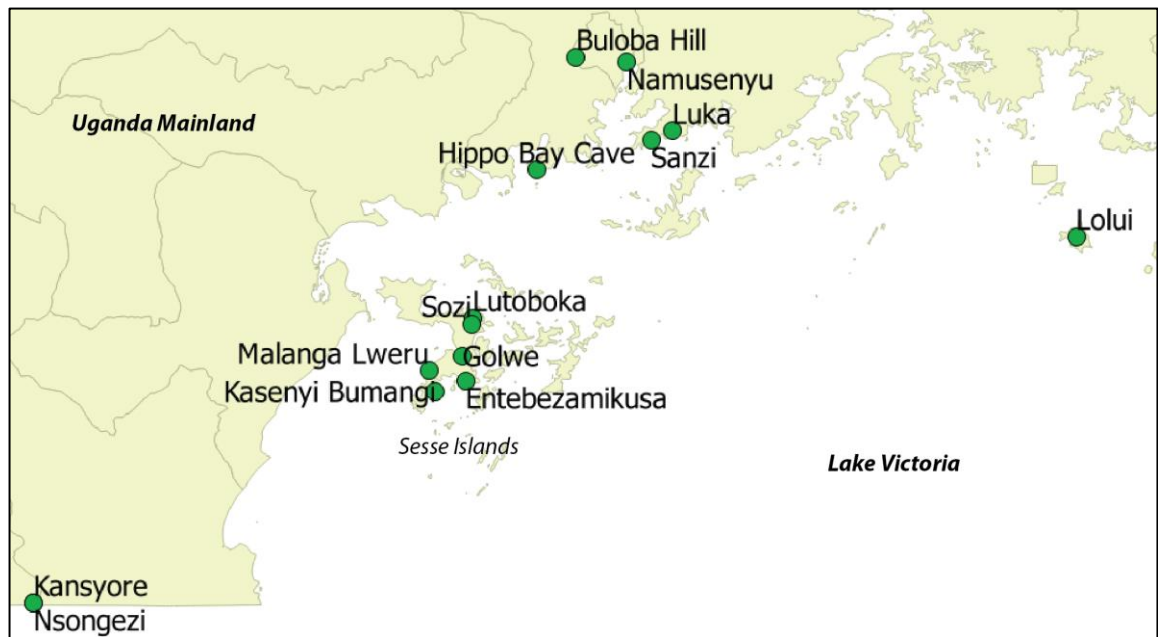 Buloba Hill
Namusenyu
Uganda Mainland
Luka
Hippo Bay Cave
Sanzi
Lolui
Sozi
Lutoboka
Malanga Lweru
Golwe
Kasenyi Bumangi
Entebezamikusa
Sesse Islands
Lake Victoria
Kansyore
Nsongezi